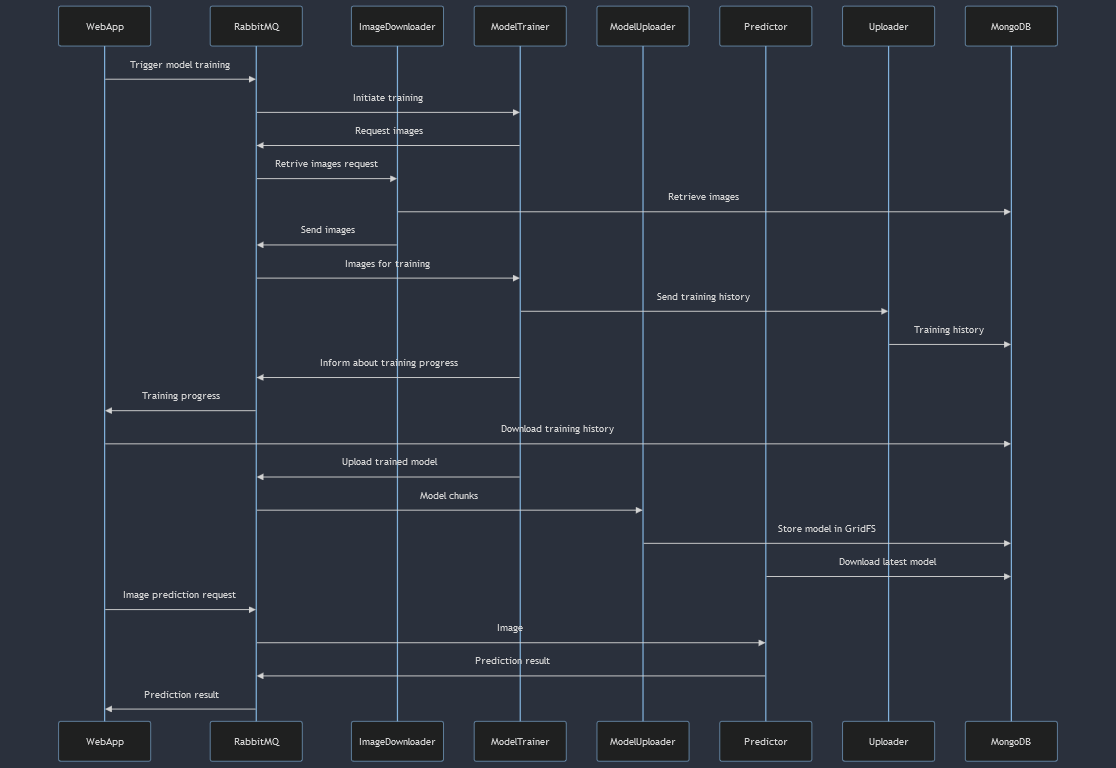 WebApp
RabbitMQ
ImageDownloader
ModelTrainer
ModelUploader
Predictor
Uploader
MongoDB
Trigger model training
Initiate training
Request images
Retrive images request
Retrieve images
Send images
Images for training
Send training history
Training history
Inform about training progress
Training progress
Download training history
Upload trained model
Model chunks
Store model in GridFS
Download latest model
Image prediction request
Image
Prediction result
Prediction result
WebApp
RabbitMQ
ImageDownloader
ModelTrainer
ModelUploader
Predictor
Uploader
MongoDB